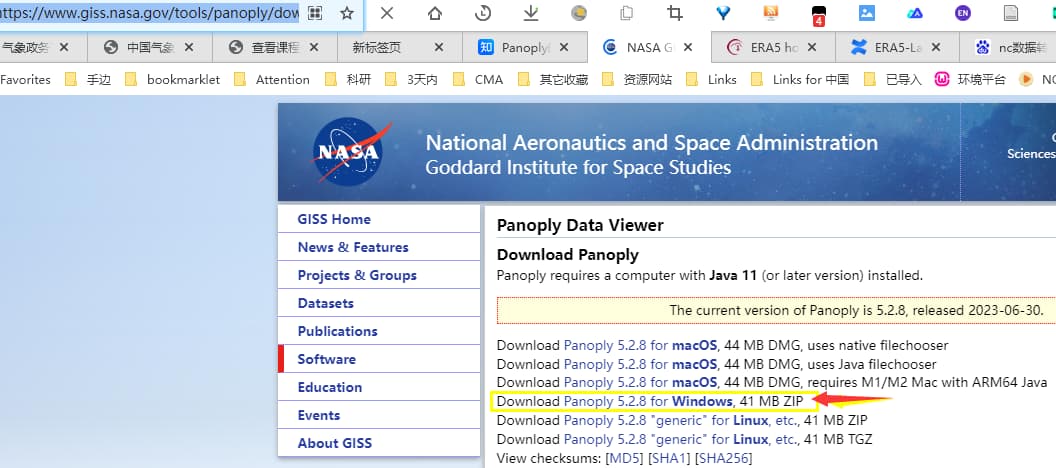 https://www.giss.nasa.gov/tools/panoply/dow
4
EN
气象政务
中国气象
查看课程
新标签页
知 Panoply
NASA G
ERA5 ho
ERA5-La
nc数据转
Favorites
手边
bookmarklet
Attention
科研
3天内
CMA
其它收藏
资源网站
Links
Links for 中国
已导入
环境平台
NC
NASA
National Aeronautics and Space Administration
Goddard Institute for Space Studies
Sciences
GISS Home
News & Features
Projects & Groups
Datasets
Publications
Software
Education
Events
About GISS
Panoply Data Viewer
Download Panoply
Panoply requires a computer with Java 11 (or later version) installed.
The current version of Panoply is 5.2.8, released 2023-06-30.
Download Panoply 5.2.8 for macOS, 44 MB DMG, uses native filechooser
Download Panoply 5.2.8 for macOS, 44 MB DMG, uses Java filechooser
Download Panoply 5.2.8 for macOS, 44 MB DMG, requires M1/M2 Mac with ARM64 Java
Download Panoply 5.2.8 for Windows, 41 MB ZIP
Download Panoply 5.2.8 "generic" for Linux, etc., 41 MB ZIP
Download Panoply 5.2.8 "generic" for Linux, etc., 41 MB TGZ
View checksums: [MD5] [SHA1] [SHA256]